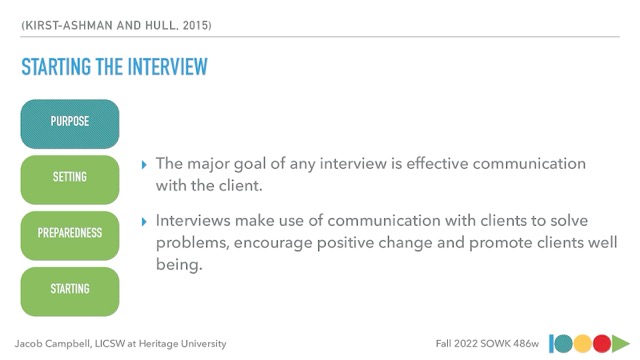 (KIRST-ASHMAN AND HULL, 2015)
STARTING THE INTERVIEW
PURPOSE
SETTING
PREPAREDNESS
STARTING
The major goal of any interview is effective communication
with the client.
Interviews make use of communication with clients to solve
problems, encourage positive change and promote clients well
being.
Jacob Campbell, LICSW at Heritage University
Fall 2022 SOWK 486w